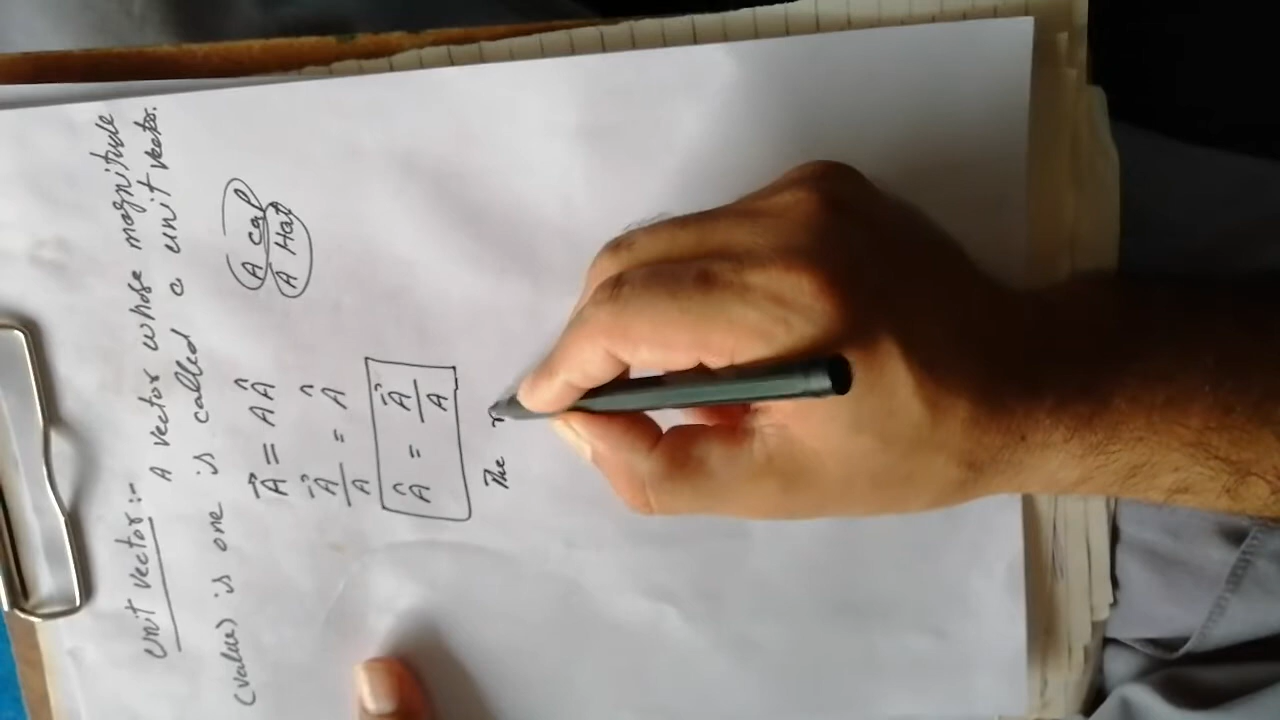 Unit vector:- A vector whose magnitude
(value) is one is called a unit vector.
A⃗ = A Â
A cap
A Hat
A⃗/A = Â
Â = A⃗/A
The